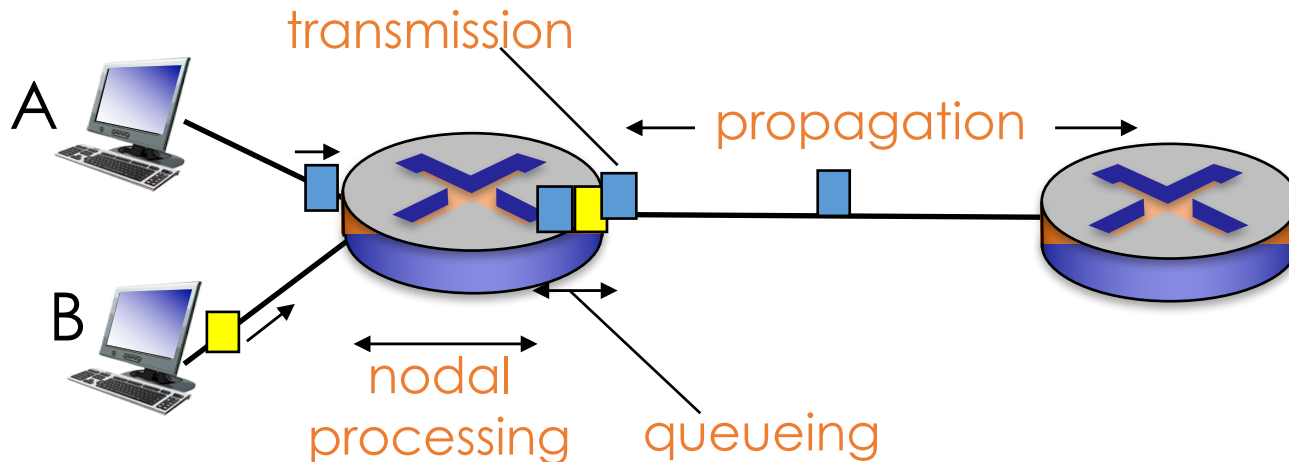 transmission
A
propagation
B
nodal
processing
queueing